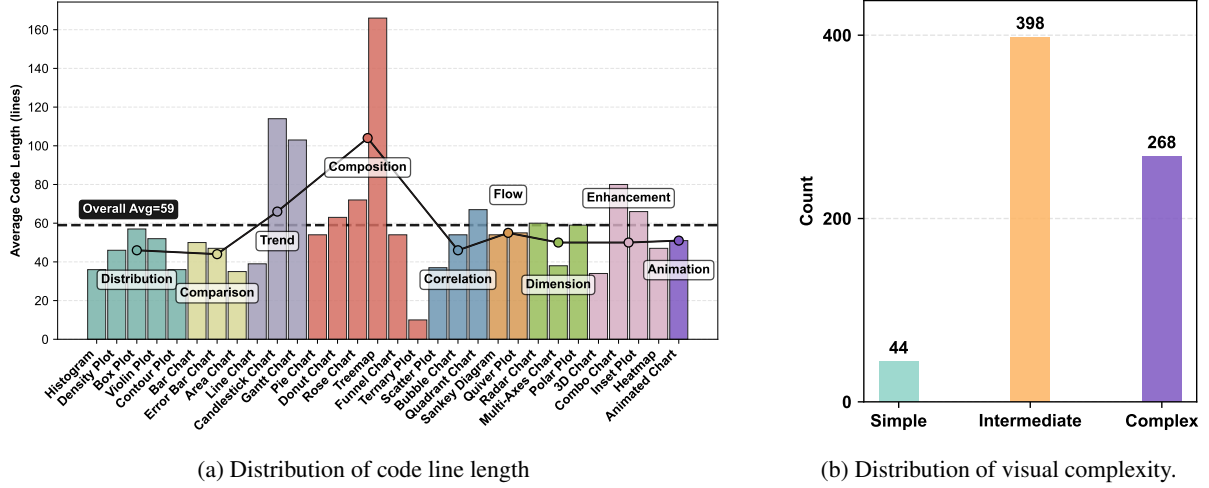 Average Code Length (lines)
160
140
120
100
80
60
40
20
0
Overall Avg=59
Distribution
Comparison
Trend
Composition
Correlation
Flow
Dimension
Enhancement
Animation
Histogram
Density Plot
Box Plot
Violin Plot
Contour Plot
Bar Chart
Error Bar Chart
Area Chart
Line Chart
Candlestick Chart
Gantt Chart
Pie Chart
Donut Chart
Rose Chart
Treemap
Funnel Chart
Ternary Plot
Scatter Plot
Bubble Chart
Quadrant Chart
Sankey Diagram
Quiver Plot
Radar Chart
Multi-Axes Chart
Polar Plot
3D Chart
Combo Chart
Inset Plot
Heatmap
Animated Chart
(a) Distribution of code line length
Count
400
200
0
44
398
268
Simple
Intermediate
Complex
(b) Distribution of visual complexity.